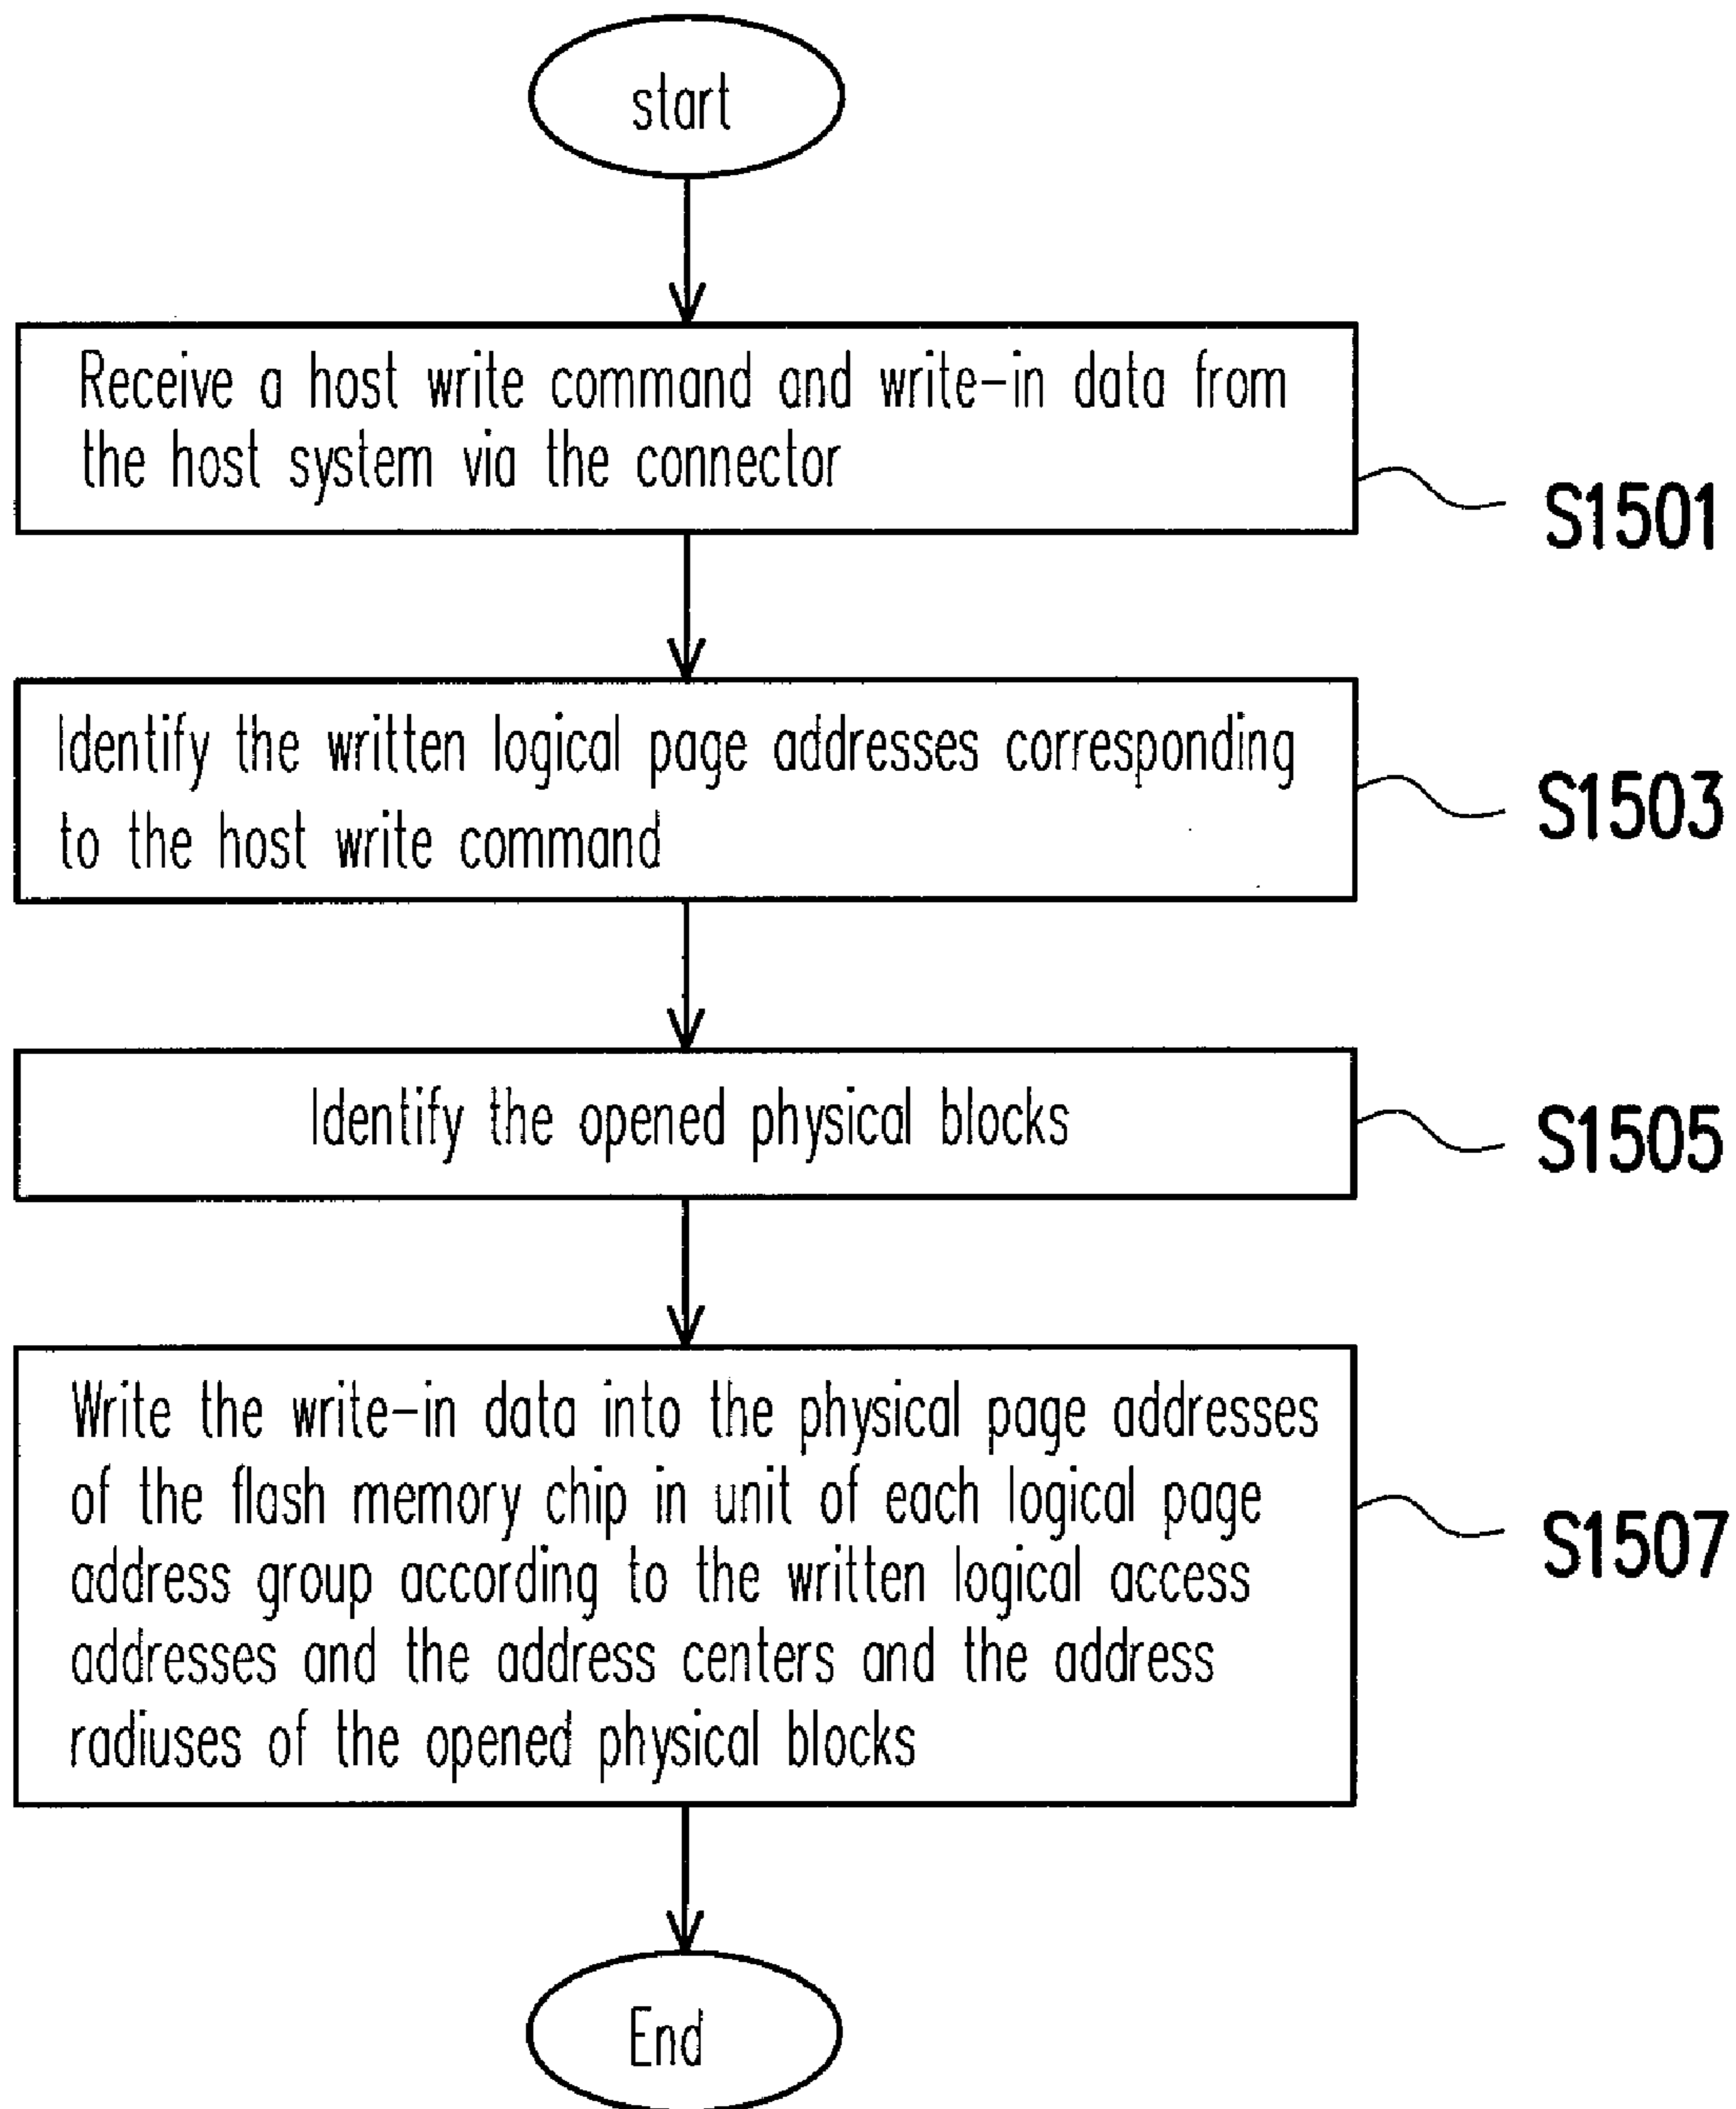 start
Receive a host write command and write-in data from
the host system via the connector
S1501
Identify the written logical page addresses corresponding
to the host write command
S1503
Identify the opened physical blocks
S1505
Write the write-in data into the physical page addresses
of the flash memory chip in unit of each logical page
address group according to the written logical access
addresses and the address centers and the address
radiuses of the opened physical blocks
S1507
End